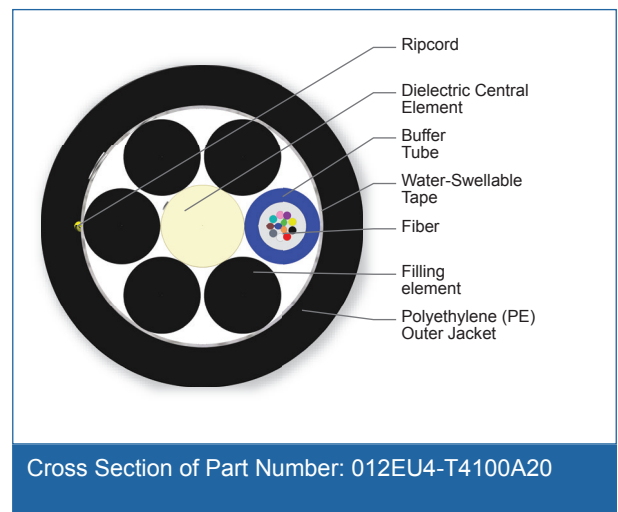 Ripcord
Dielectric Central
Element
Buffer
Tube
Water-Swellable
Tape
Fiber
Filling
element
Polyethylene (PE)
Outer Jacket
Cross Section of Part Number: 012EU4-T4100A20